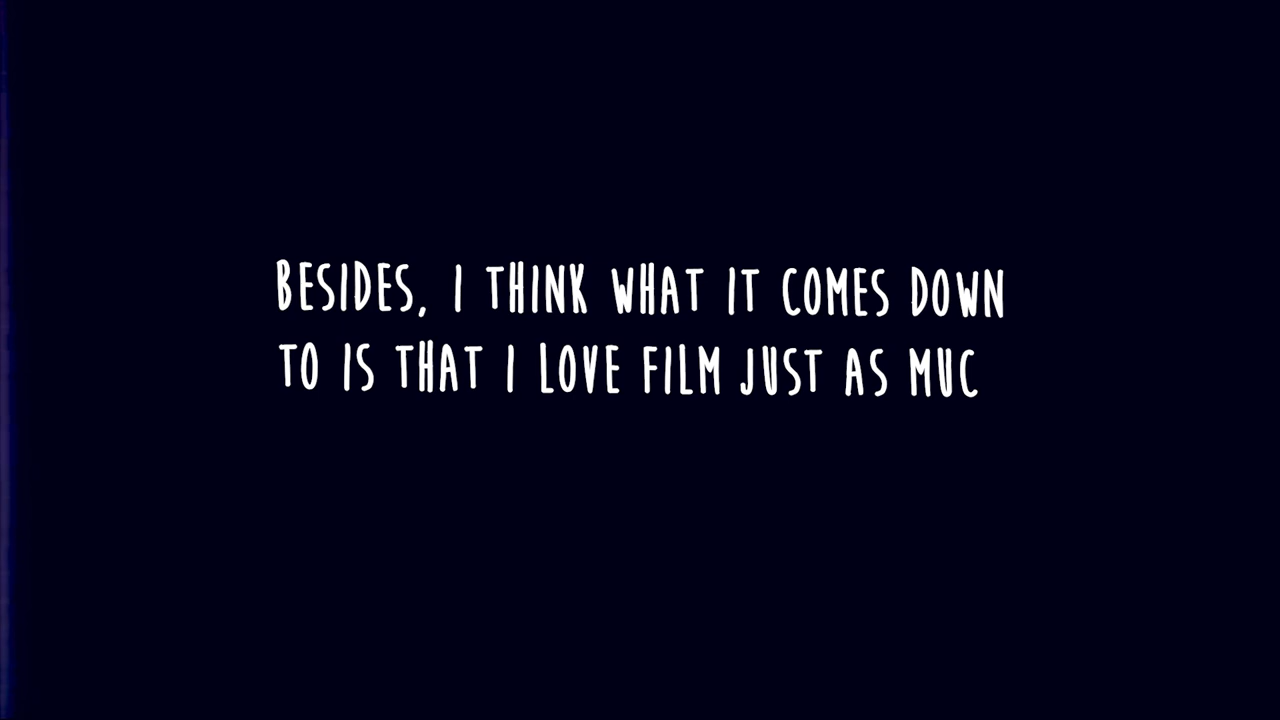 BESIDES, I THINK WHAT IT COMES DOWN
TO IS THAT I LOVE FILM JUST AS MUC